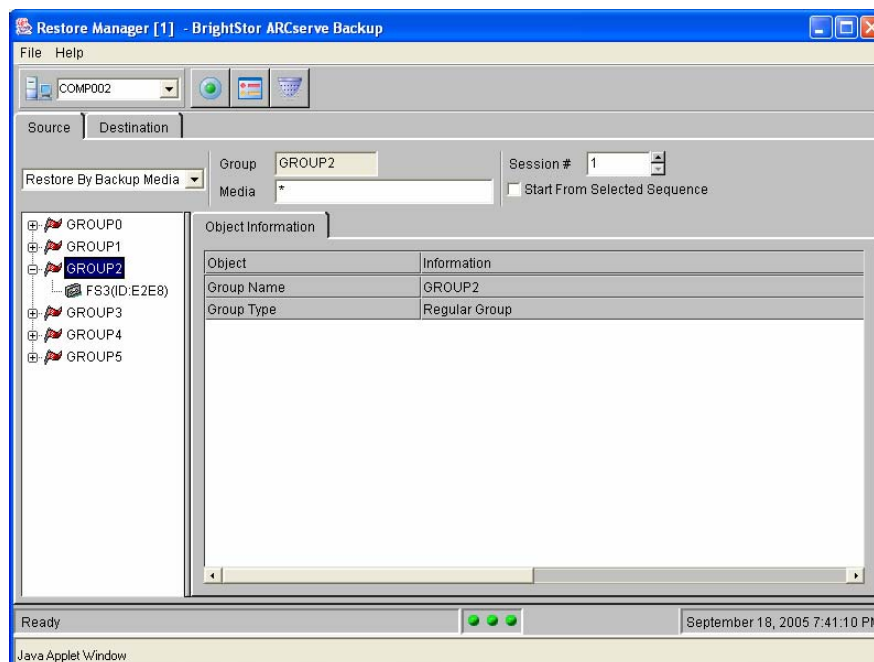 Restore Manager [1] - BrightStor ARCserve Backup
File Help
COMP002
Source Destination
Restore By Backup Media
Group GROUP2
Media *
Session # 1
Start From Selected Sequence
GROUP0
GROUP1
GROUP2
FS3(ID:E2E8)
GROUP3
GROUP4
GROUP5
Object Information
Object Information
Group Name GROUP2
Group Type Regular Group
Ready
September 18, 2005 7:41:10 PM
Java Applet Window